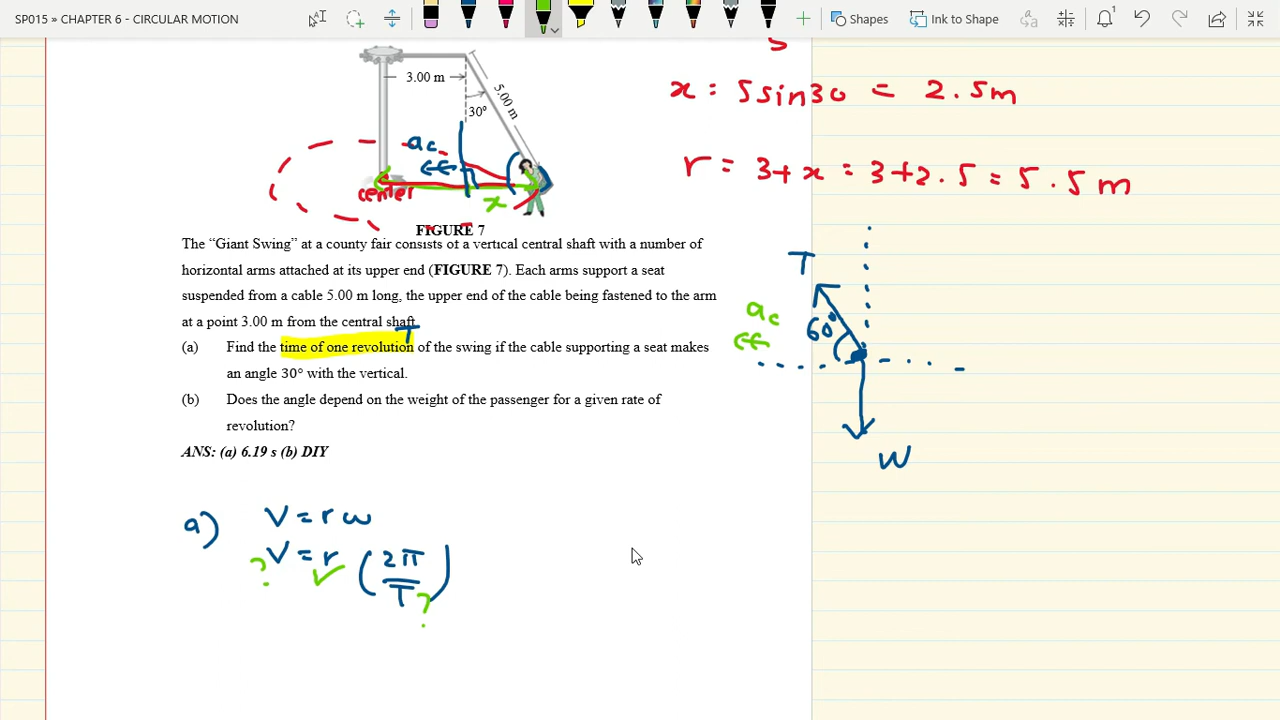 SP015 » CHAPTER 6 - CIRCULAR MOTION
Shapes
Ink to Shape
1
3.00 m
30°
5.00 m
ac
center
x
FIGURE 7
The “Giant Swing” at a county fair consists of a vertical central shaft with a number of
horizontal arms attached at its upper end (FIGURE 7). Each arms support a seat
suspended from a cable 5.00 m long, the upper end of the cable being fastened to the arm
at a point 3.00 m from the central shaft.
T
(a) Find the time of one revolution of the swing if the cable supporting a seat makes
an angle 30° with the vertical.
(b) Does the angle depend on the weight of the passenger for a given rate of
revolution?
ANS: (a) 6.19 s (b) DIY
a) V = rω
? V = r (2π/T?)
5
x = 5sin30 = 2.5m
r = 3+x = 3+2.5 = 5.5m
T
ac
60°
W